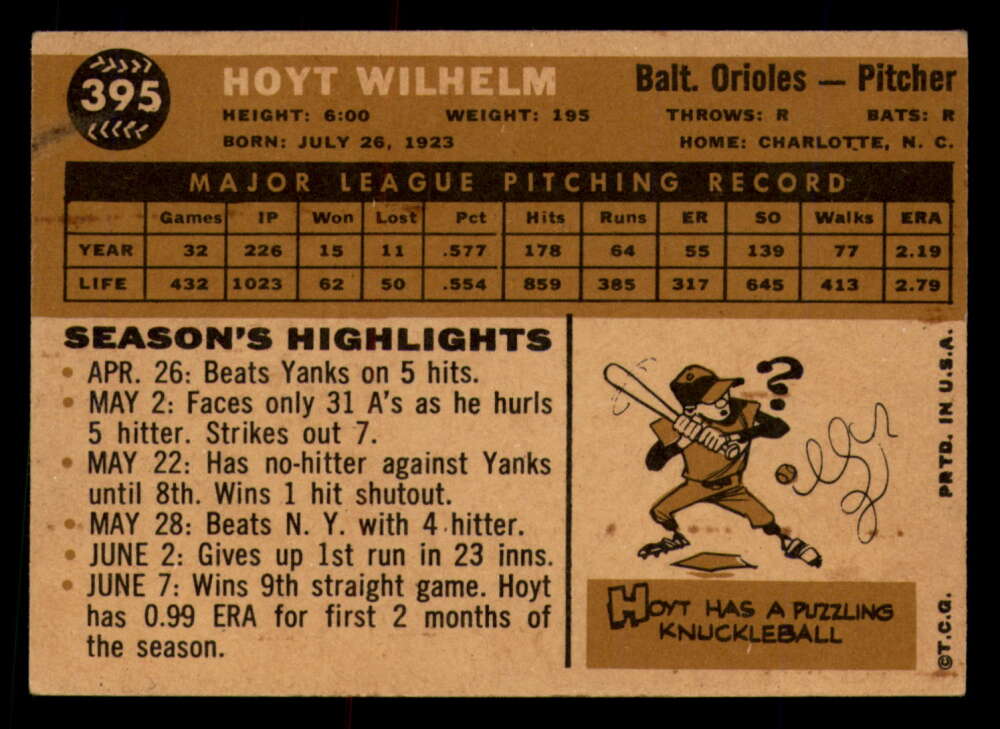 395
HOYT WILHELM
Balt. Orioles — Pitcher
HEIGHT: 6:00 WEIGHT: 195 THROWS: R BATS: R
BORN: JULY 26, 1923 HOME: CHARLOTTE, N. C.
MAJOR LEAGUE PITCHING RECORD
Games IP Won Lost Pct Hits Runs ER SO Walks ERA
YEAR 32 226 15 11 .577 178 64 55 139 77 2.19
LIFE 432 1023 62 50 .554 859 385 317 645 413 2.79
SEASON'S HIGHLIGHTS
• APR. 26: Beats Yanks on 5 hits.
• MAY 2: Faces only 31 A's as he hurls
5 hitter. Strikes out 7.
• MAY 22: Has no-hitter against Yanks
until 8th. Wins 1 hit shutout.
• MAY 28: Beats N. Y. with 4 hitter.
• JUNE 2: Gives up 1st run in 23 inns.
• JUNE 7: Wins 9th straight game. Hoyt
has 0.99 ERA for first 2 months of
the season.
?
HOYT HAS A PUZZLING
KNUCKLEBALL
©T.C.G. PRTD. IN U.S.A.